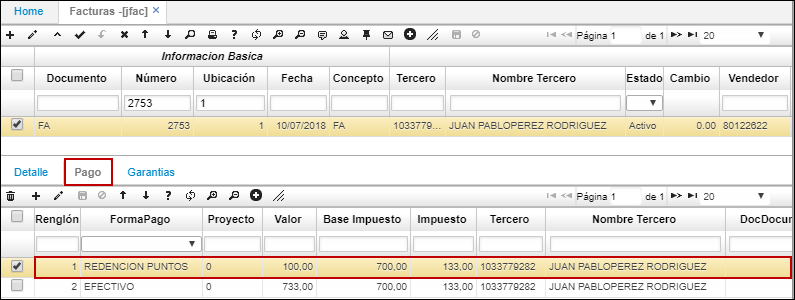 Home Facturas -[jfac] ×
Página 1 de 1 20
Informacion Basica
Documento Número Ubicación Fecha Concepto Tercero Nombre Tercero Estado Cambio Vendedor
2753 1
FA 2753 1 10/07/2018 FA 1033779... JUAN PABLOPEREZ RODRIGUEZ Activo 0.00 80122622
Detalle Pago Garantias
Página 1 de 1 20
Renglón FormaPago Proyecto Valor Base Impuesto Impuesto Tercero Nombre Tercero DocDocum
1 REDENCION PUNTOS 0 100,00 700,00 133,00 1033779282 JUAN PABLOPEREZ RODRIGUEZ
2 EFECTIVO 0 733,00 700,00 133,00 1033779282 JUAN PABLOPEREZ RODRIGUEZ